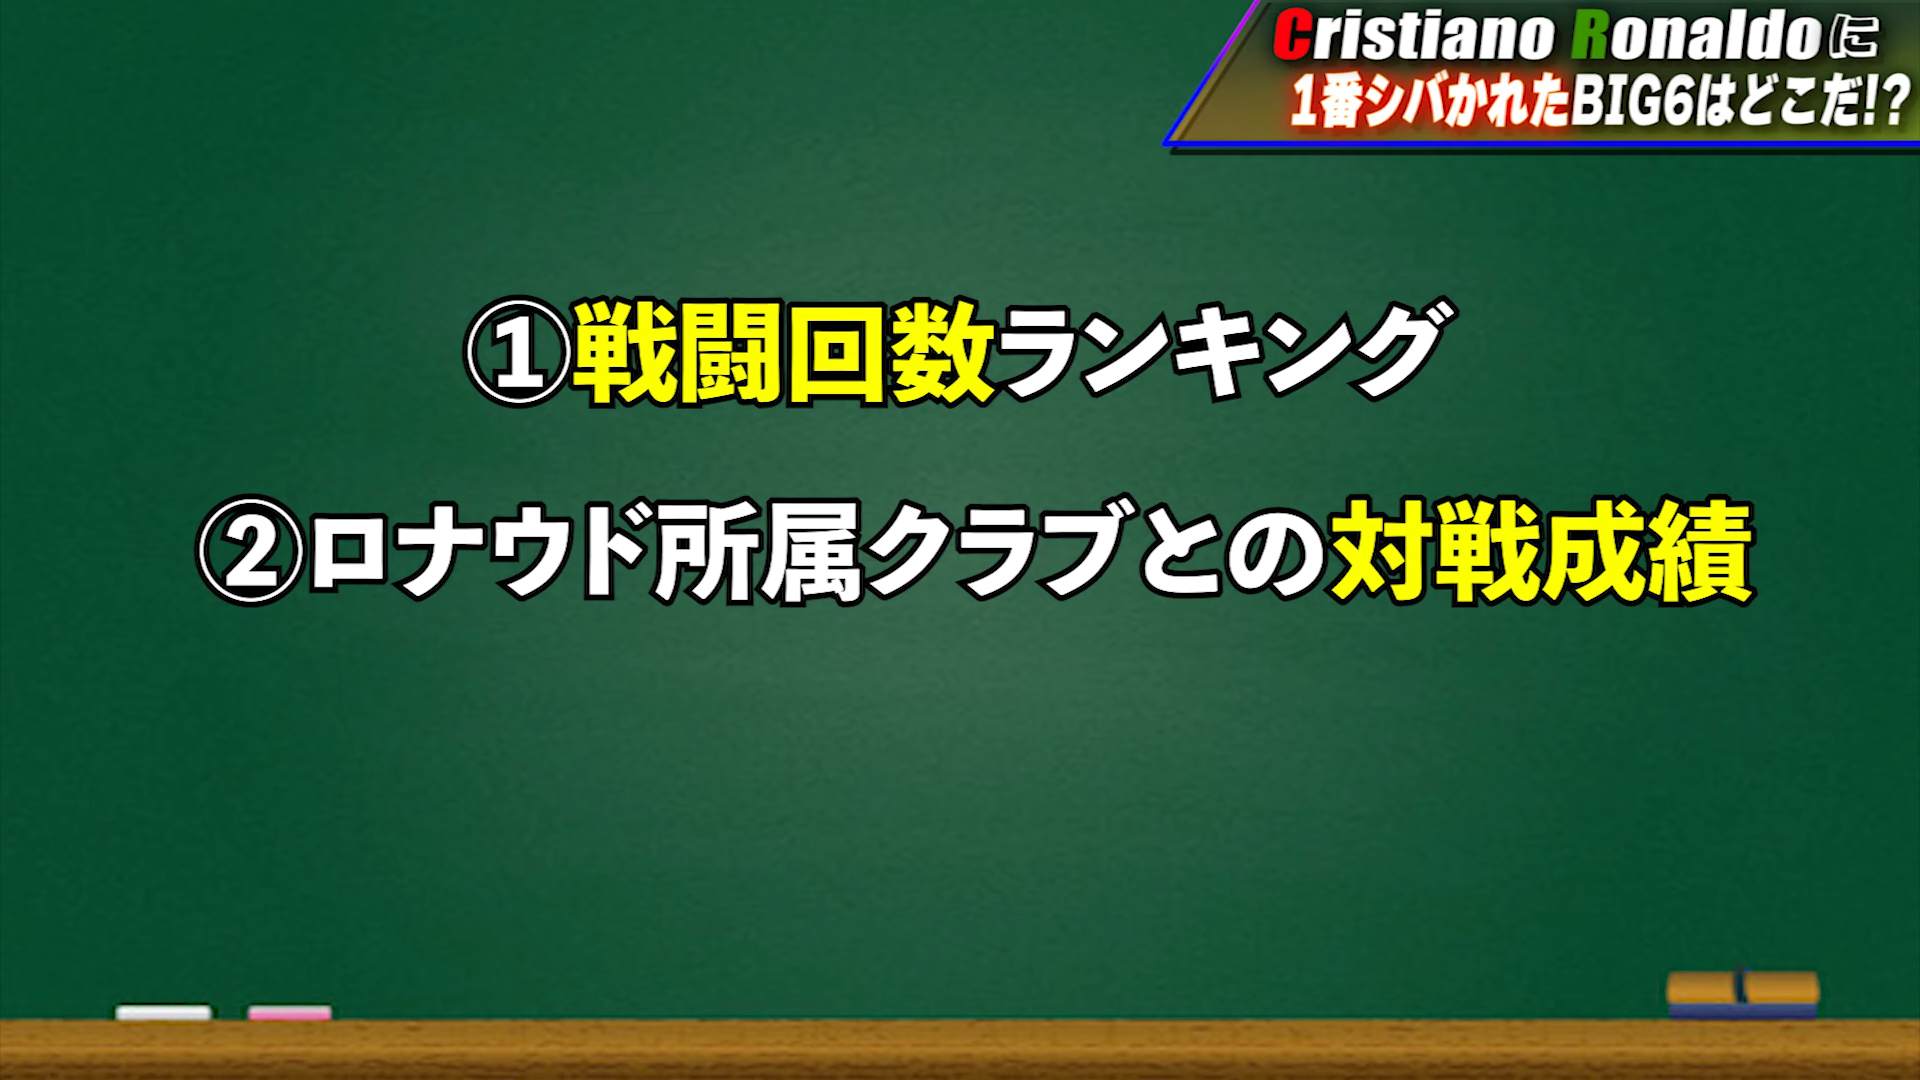 Cristiano Ronaldoに
1番シバかれたBIG6はどこだ!?
①戦闘回数ランキング
②ロナウド所属クラブとの対戦成績